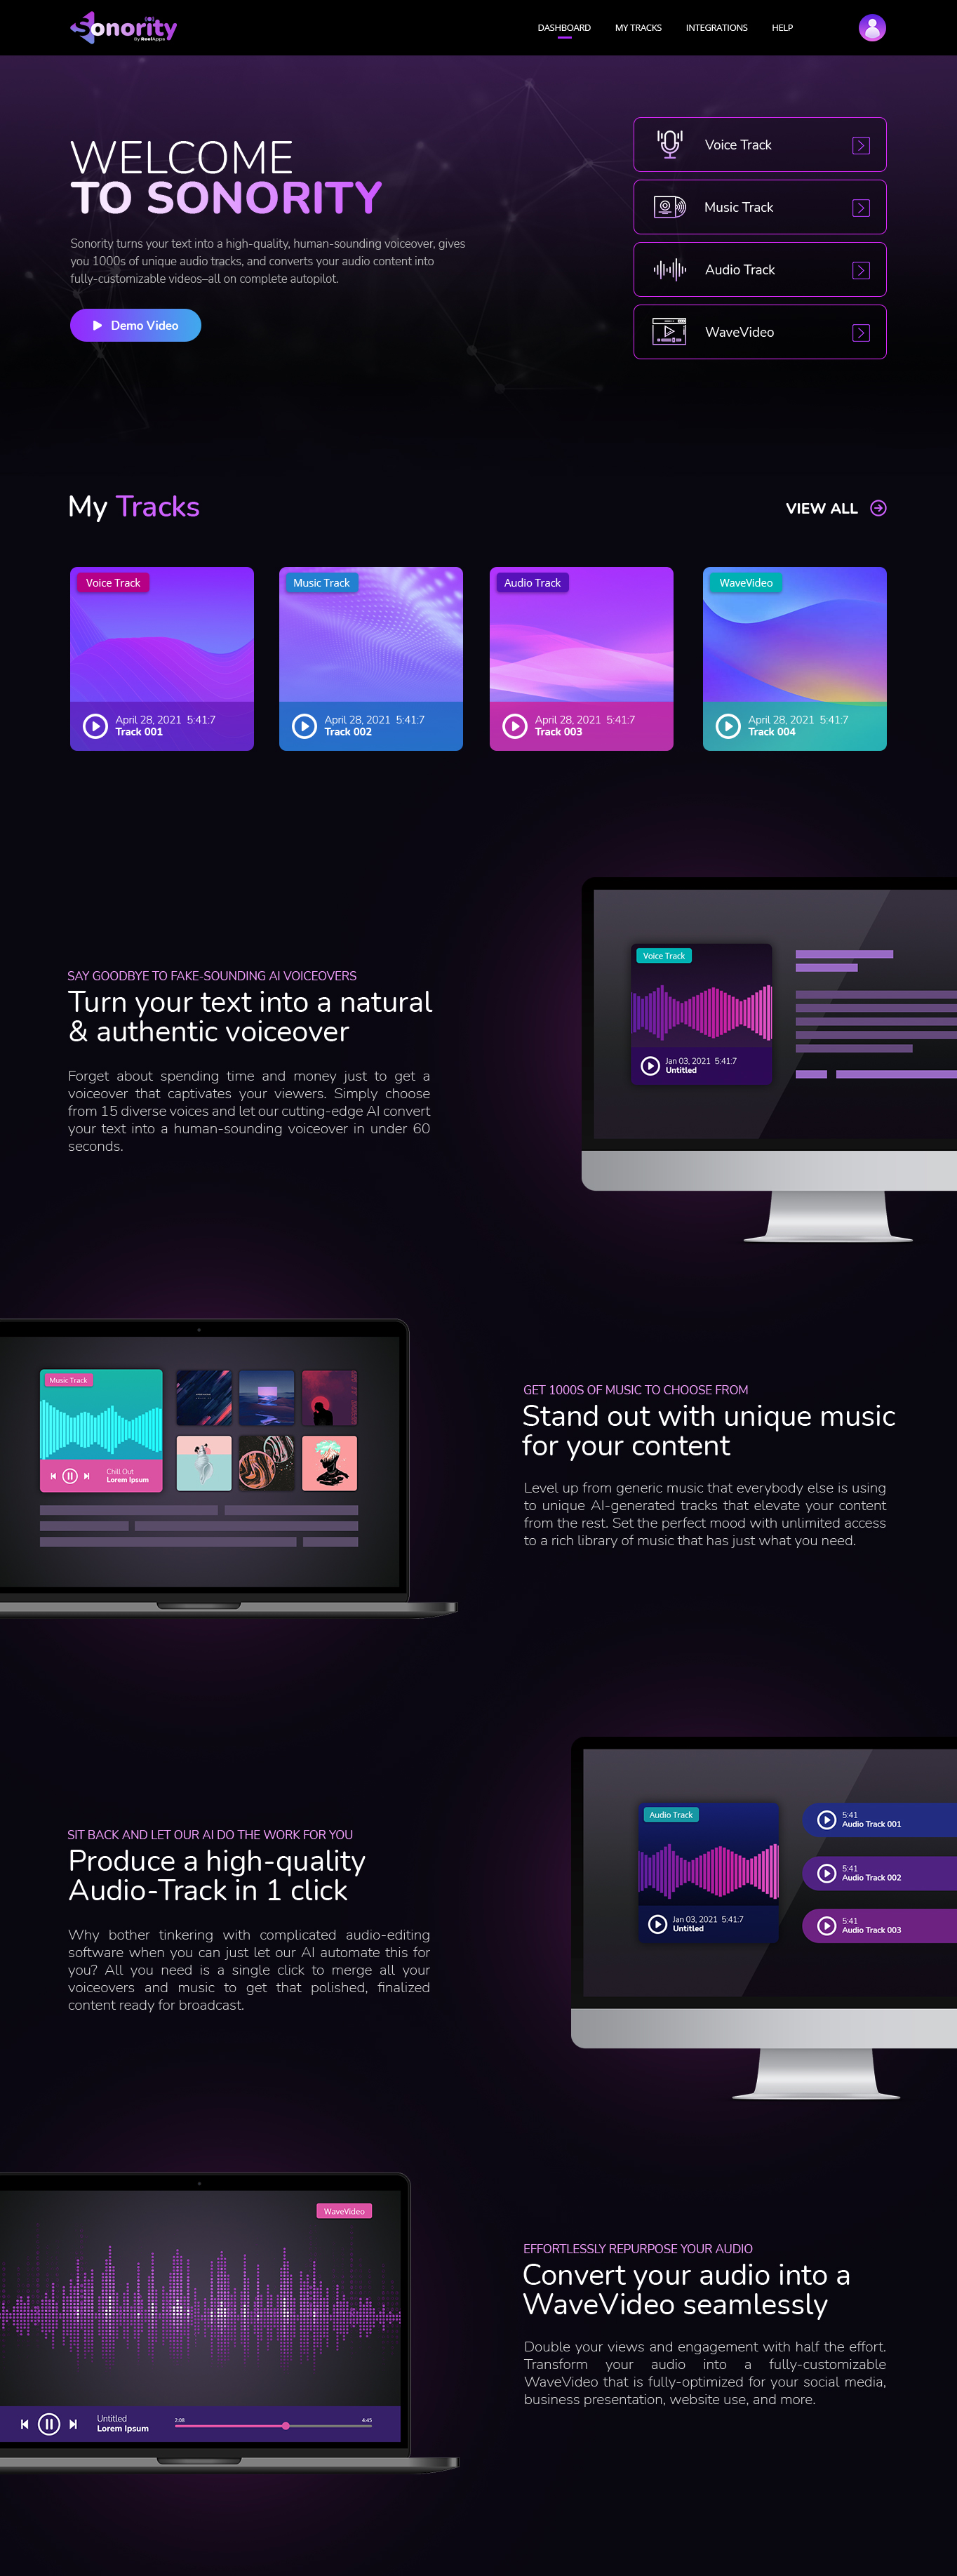 Sonority
By ReelApps
DASHBOARD
MY TRACKS
INTEGRATIONS
HELP
WELCOME
TO SONORITY
Sonority turns your text into a high-quality, human-sounding voiceover, gives
you 1000s of unique audio tracks, and converts your audio content into
fully-customizable videos–all on complete autopilot.
Demo Video
Voice Track
Music Track
Audio Track
WaveVideo
My Tracks
VIEW ALL
Voice Track
April 28, 2021 5:41:7
Track 001
Music Track
April 28, 2021 5:41:7
Track 002
Audio Track
April 28, 2021 5:41:7
Track 003
WaveVideo
April 28, 2021 5:41:7
Track 004
SAY GOODBYE TO FAKE-SOUNDING AI VOICEOVERS
Turn your text into a natural
& authentic voiceover
Forget about spending time and money just to get a
voiceover that captivates your viewers. Simply choose
from 15 diverse voices and let our cutting-edge AI convert
your text into a human-sounding voiceover in under 60
seconds.
Voice Track
Jan 03, 2021 5:41:7
Untitled
Music Track
Chill Out
Lorem Ipsum
GET 1000S OF MUSIC TO CHOOSE FROM
Stand out with unique music
for your content
Level up from generic music that everybody else is using
to unique AI-generated tracks that elevate your content
from the rest. Set the perfect mood with unlimited access
to a rich library of music that has just what you need.
SIT BACK AND LET OUR AI DO THE WORK FOR YOU
Produce a high-quality
Audio-Track in 1 click
Why bother tinkering with complicated audio-editing
software when you can just let our AI automate this for
you? All you need is a single click to merge all your
voiceovers and music to get that polished, finalized
content ready for broadcast.
Audio Track
Jan 03, 2021 5:41:7
Untitled
5:41
Audio Track 001
5:41
Audio Track 002
5:41
Audio Track 003
WaveVideo
Untitled
Lorem Ipsum
2:08
4:45
EFFORTLESSLY REPURPOSE YOUR AUDIO
Convert your audio into a
WaveVideo seamlessly
Double your views and engagement with half the effort.
Transform your audio into a fully-customizable
WaveVideo that is fully-optimized for your social media,
business presentation, website use, and more.